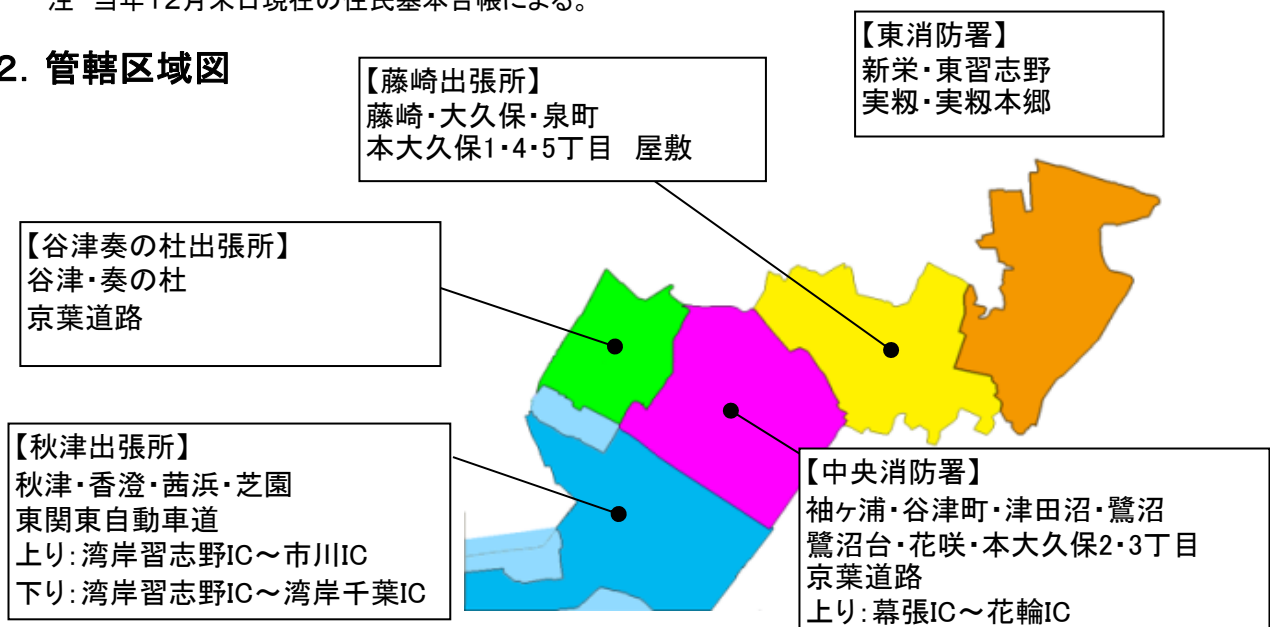 注 当年12月末日現在の住民基本台帳による。
2．管轄区域図
【東消防署】
新栄・東習志野
実籾・実籾本郷
【藤崎出張所】
藤崎・大久保・泉町
本大久保1・4・5丁目　屋敷
【谷津奏の杜出張所】
谷津・奏の杜
京葉道路
【秋津出張所】
秋津・香澄・茜浜・芝園
東関東自動車道
上り：湾岸習志野IC～市川IC
下り：湾岸習志野IC～湾岸千葉IC
【中央消防署】
袖ヶ浦・谷津町・津田沼・鷺沼
鷺沼台・花咲・本大久保2・3丁目
京葉道路
上り：幕張IC～花輪IC